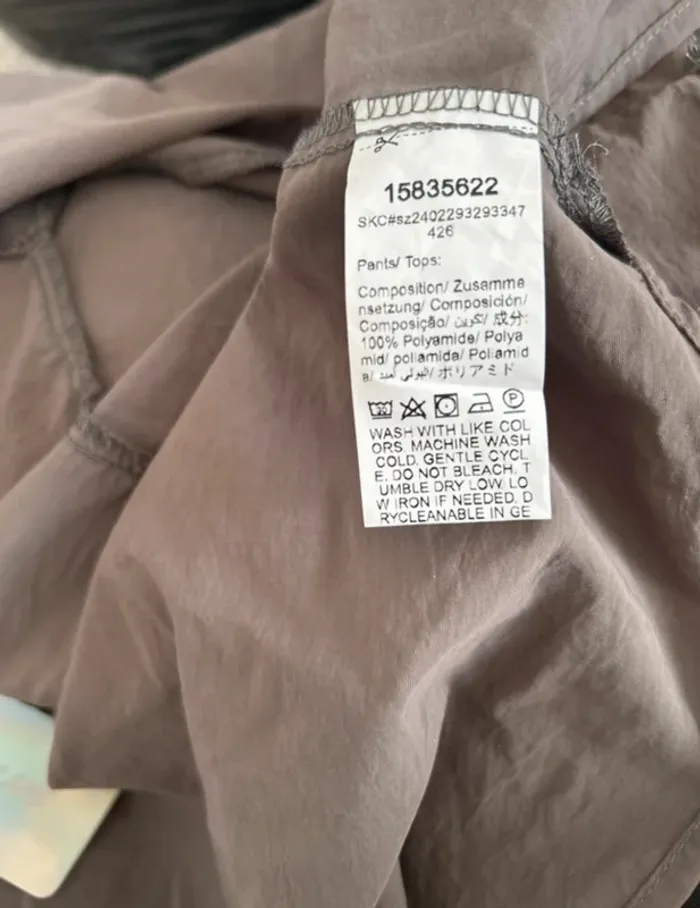 15835622
SKC#sz2402293293347
426
Pants/ Tops:
Composition/ Zusamme
nsetzung/ Composición/
Composição/ تكوين/ 成分:
100% Polyamide/ Polya
mid/ poliamida/ Poliamid
a/ البولي أميد/ ポリアミド
WASH WITH LIKE COL
ORS. MACHINE WASH
COLD. GENTLE CYCL
E. DO NOT BLEACH. T
UMBLE DRY LOW. LO
W IRON IF NEEDED. D
RYCLEANABLE IN GE